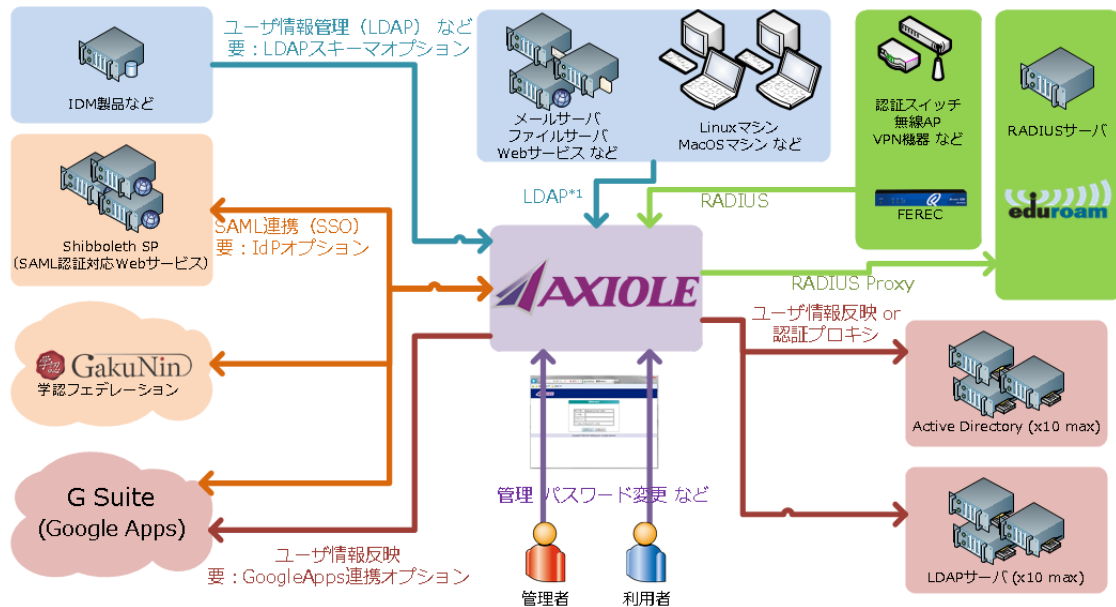 ユーザ情報管理（LDAP） など
要：LDAPスキーマオプション
IDM製品など
メールサーバ
ファイルサーバ
Webサービス など
Linuxマシン
MacOSマシン など
認証スイッチ
無線AP
VPN機器 など
FEREC
RADIUSサーバ
eduroam
LDAP*1
RADIUS
SAML連携（SSO）
要：IdPオプション
Shibboleth SP
（SAML認証対応Webサービス）
AXIOLE
RADIUS Proxy
ユーザ情報反映 or
認証プロキシ
学認
GakuNin
学認フェデレーション
Active Directory (x10 max)
G Suite
(Google Apps)
管理 パスワード変更 など
ユーザ情報反映
要：GoogleApps連携オプション
LDAPサーバ (x10 max)
管理者
利用者